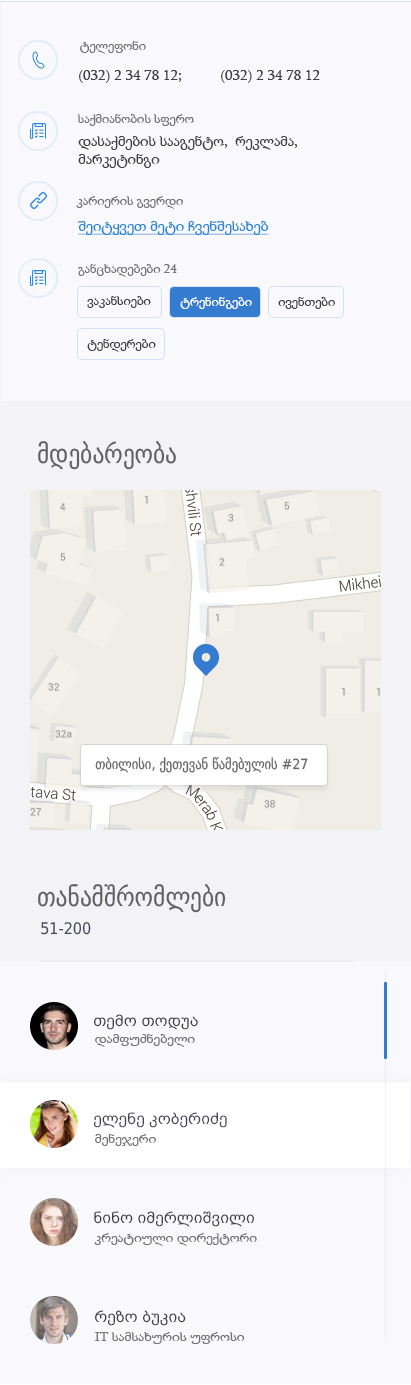 ტელეფონი
(032) 2 34 78 12; (032) 2 34 78 12
საქმიანობის სფერო
დასაქმების სააგენტო, რეკლამა,
მარკეტინგი
კარიერის გვერდი
შეიტყვეთ მეტი ჩვენშესახებ
განცხადებები 24
ვაკანსიები ტრენინგები ივენთები
ტენდერები
მდებარეობა
4
1
shvili St
3
5
2
5
Mikhei
1
32
1
1
32a
თბილისი, ქეთევან წამებულის #27
tava St
27
Merab K
38
თანამშრომლები
51-200
თემო თოდუა
დამფუძნებელი
ელენე კობერიძე
მენეჯერი
ნინო იმერლიშვილი
კრეატიული დირექტორი
რეზო ბუკია
IT სამსახურის უფროსი